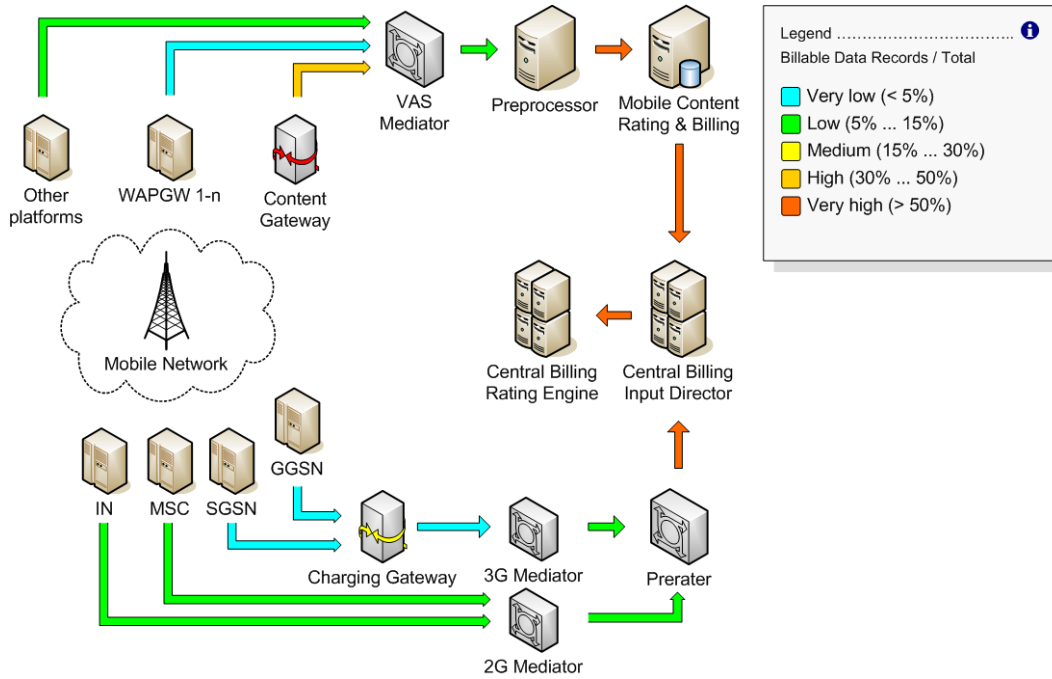 Legend ....................................
i
Billable Data Records / Total
Very low (< 5%)
Low (5% ... 15%)
Medium (15% ... 30%)
High (30% ... 50%)
Very high (> 50%)
VAS
Mediator
Preprocessor
Mobile Content
Rating & Billing
Other
platforms
WAPGW 1-n
Content
Gateway
Mobile Network
Central Billing
Rating Engine
Central Billing
Input Director
GGSN
IN
MSC
SGSN
Charging Gateway
3G Mediator
Prerater
2G Mediator